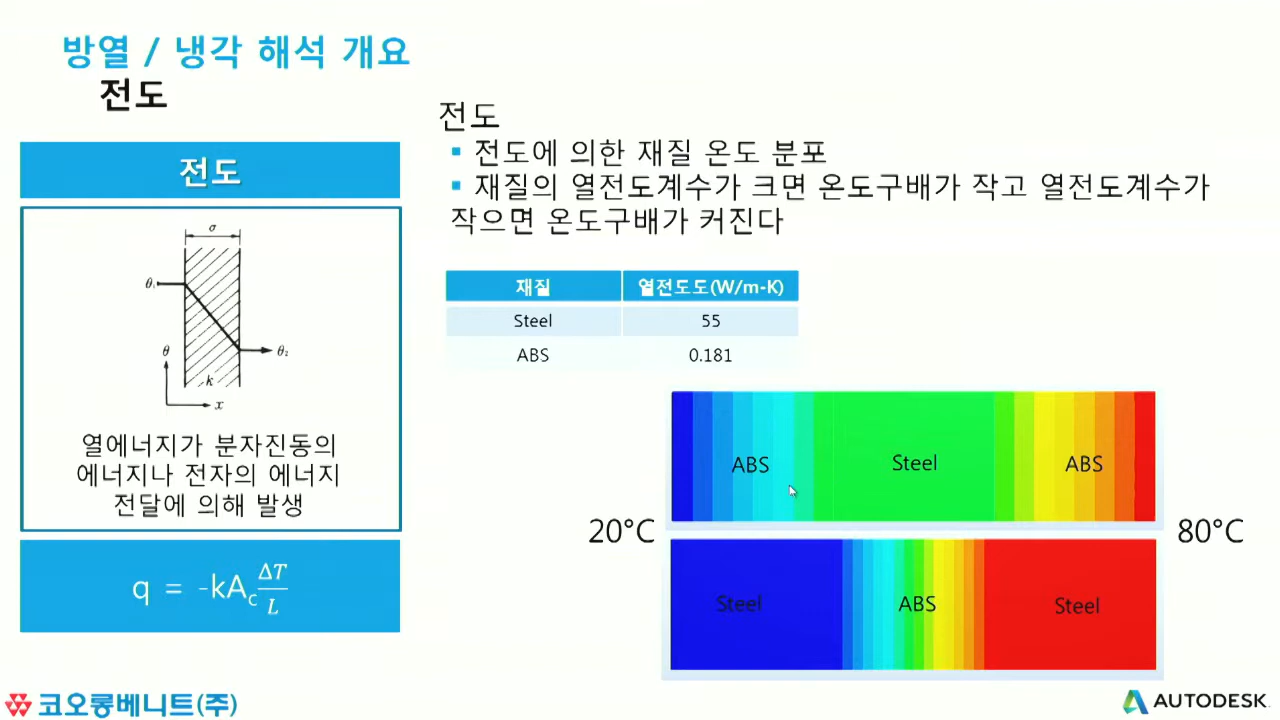 방열 / 냉각 해석 개요
전도
전도
σ
θ₁
θ₂
θ
k
x
열에너지가 분자진동의
에너지나 전자의 에너지
전달에 의해 발생
q = -kA꜀ ΔT/L
전도
▪ 전도에 의한 재질 온도 분포
▪ 재질의 열전도계수가 크면 온도구배가 작고 열전도계수가
작으면 온도구배가 커진다
재질 열전도도(W/m-K)
Steel 55
ABS 0.181
ABS Steel ABS
20°C 80°C
Steel ABS Steel
코오롱베니트(주)
AUTODESK